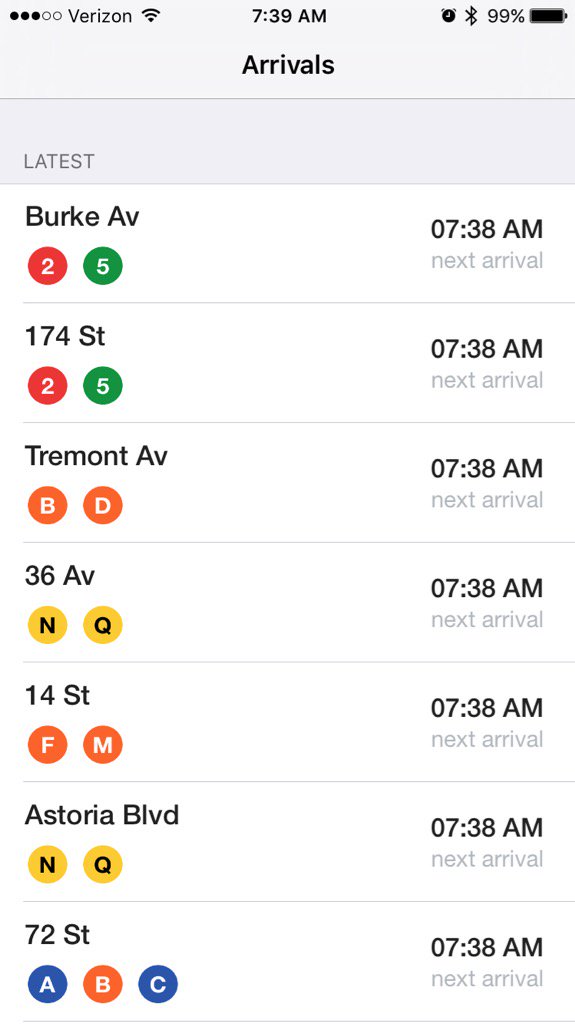 Verizon 7:39 AM 99%
Arrivals
LATEST
Burke Av
07:38 AM
next arrival
2 5
174 St
07:38 AM
next arrival
2 5
Tremont Av
07:38 AM
next arrival
B D
36 Av
07:38 AM
next arrival
N Q
14 St
07:38 AM
next arrival
F M
Astoria Blvd
07:38 AM
next arrival
N Q
72 St
07:38 AM
next arrival
A B C